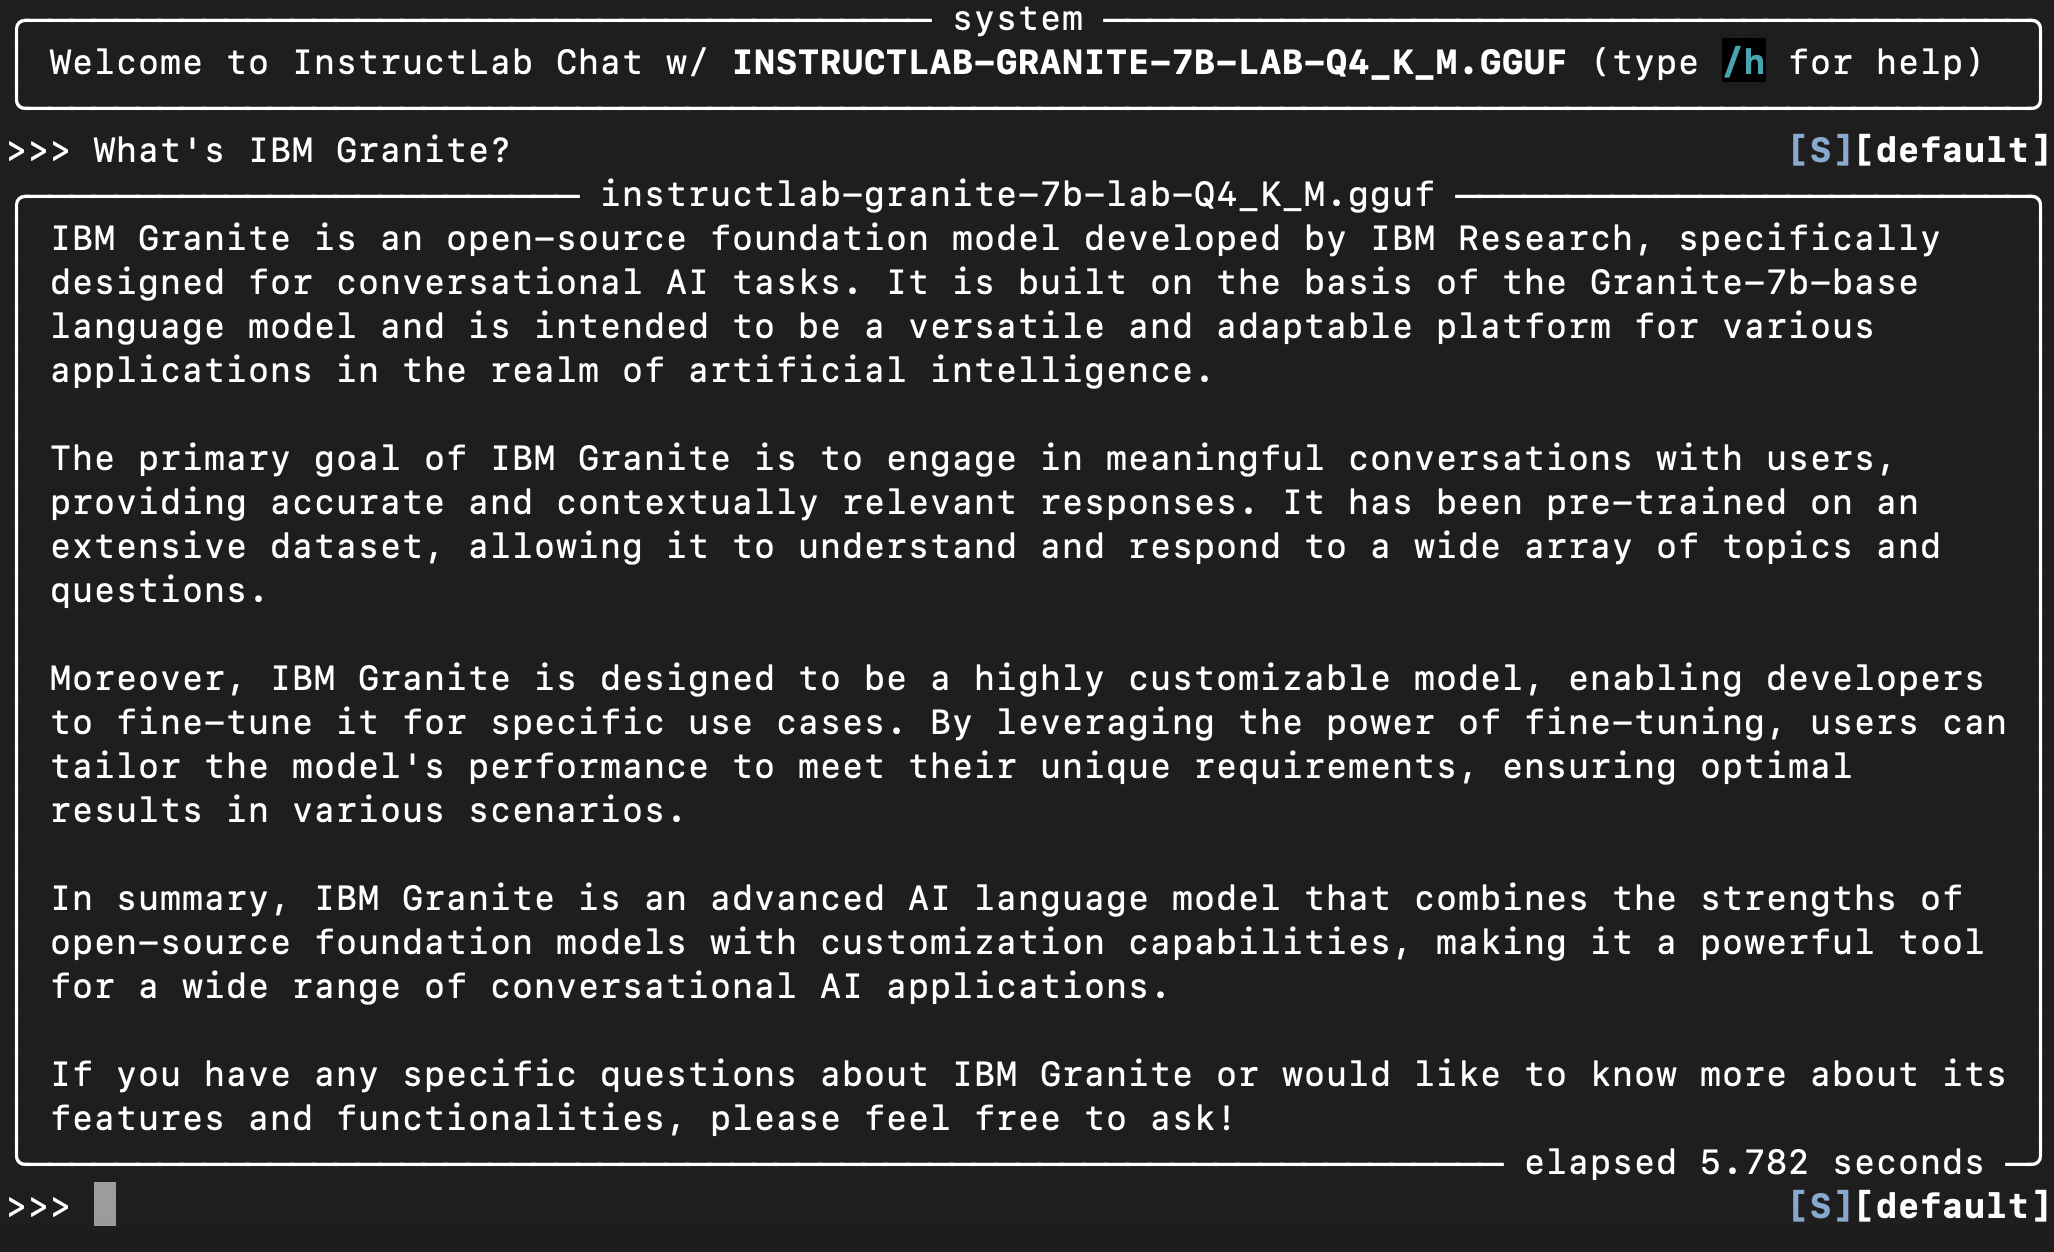 system
Welcome to InstructLab Chat w/ INSTRUCTLAB-GRANITE-7B-LAB-Q4_K_M.GGUF (type /h for help)
>>> What's IBM Granite? [S][default]
instructlab-granite-7b-lab-Q4_K_M.gguf
IBM Granite is an open-source foundation model developed by IBM Research, specifically
designed for conversational AI tasks. It is built on the basis of the Granite-7b-base
language model and is intended to be a versatile and adaptable platform for various
applications in the realm of artificial intelligence.
The primary goal of IBM Granite is to engage in meaningful conversations with users,
providing accurate and contextually relevant responses. It has been pre-trained on an
extensive dataset, allowing it to understand and respond to a wide array of topics and
questions.
Moreover, IBM Granite is designed to be a highly customizable model, enabling developers
to fine-tune it for specific use cases. By leveraging the power of fine-tuning, users can
tailor the model's performance to meet their unique requirements, ensuring optimal
results in various scenarios.
In summary, IBM Granite is an advanced AI language model that combines the strengths of
open-source foundation models with customization capabilities, making it a powerful tool
for a wide range of conversational AI applications.
If you have any specific questions about IBM Granite or would like to know more about its
features and functionalities, please feel free to ask!
elapsed 5.782 seconds
>>> [S][default]